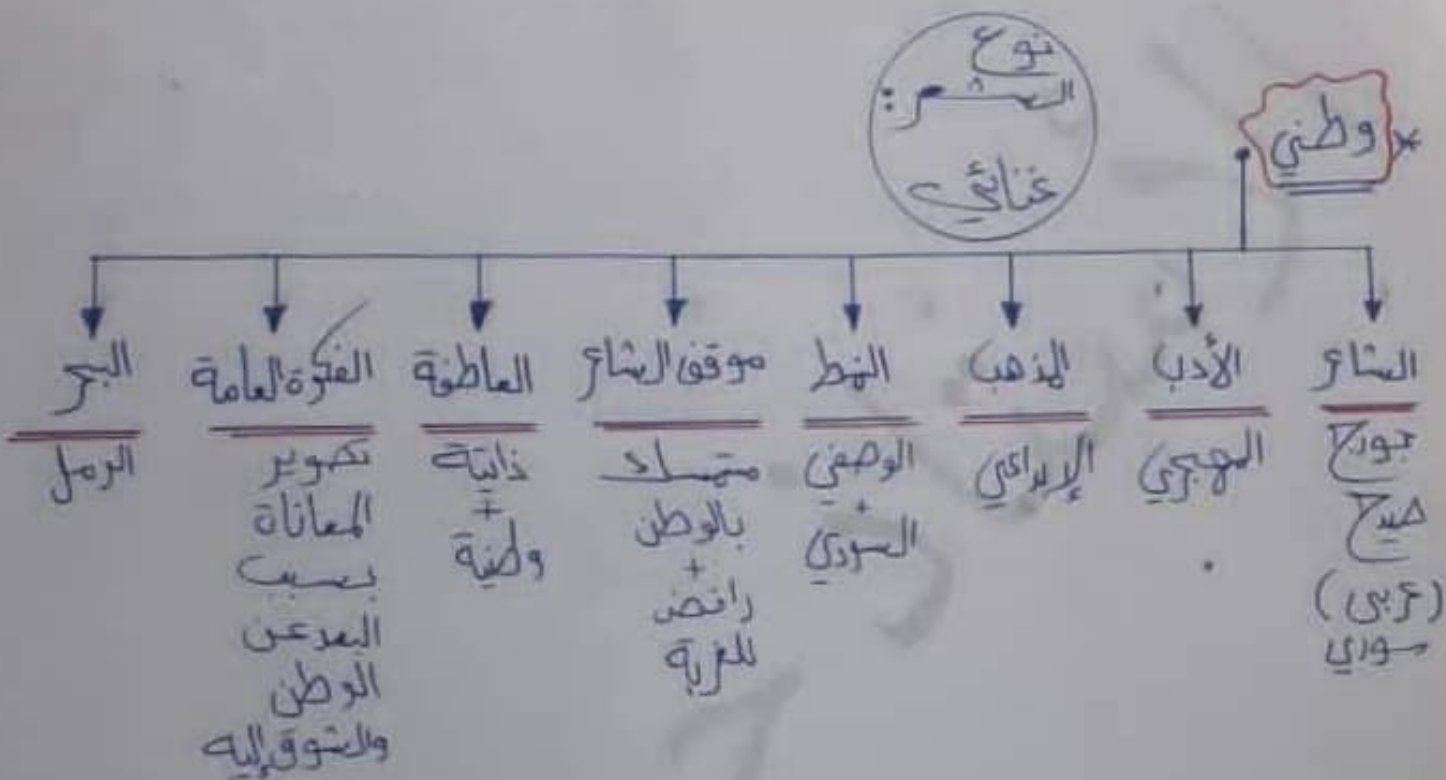 * وطني
نوع
الشعر:
غنائي
الشاعر
جورج
صيدح
(عربي)
سوري
الأدب
المهجري
المذهب
الإبداعي
النمط
الوصفي
+
السردي
موقف الشاعر
متمسك
بالوطن
+
رافض
للغربة
العاطفة
ذاتية
+
وطنية
الفكرة العامة
تصوير
المعاناة
بسبب
البعد عن
الوطن
والشوق إليه
البحر
الرمل